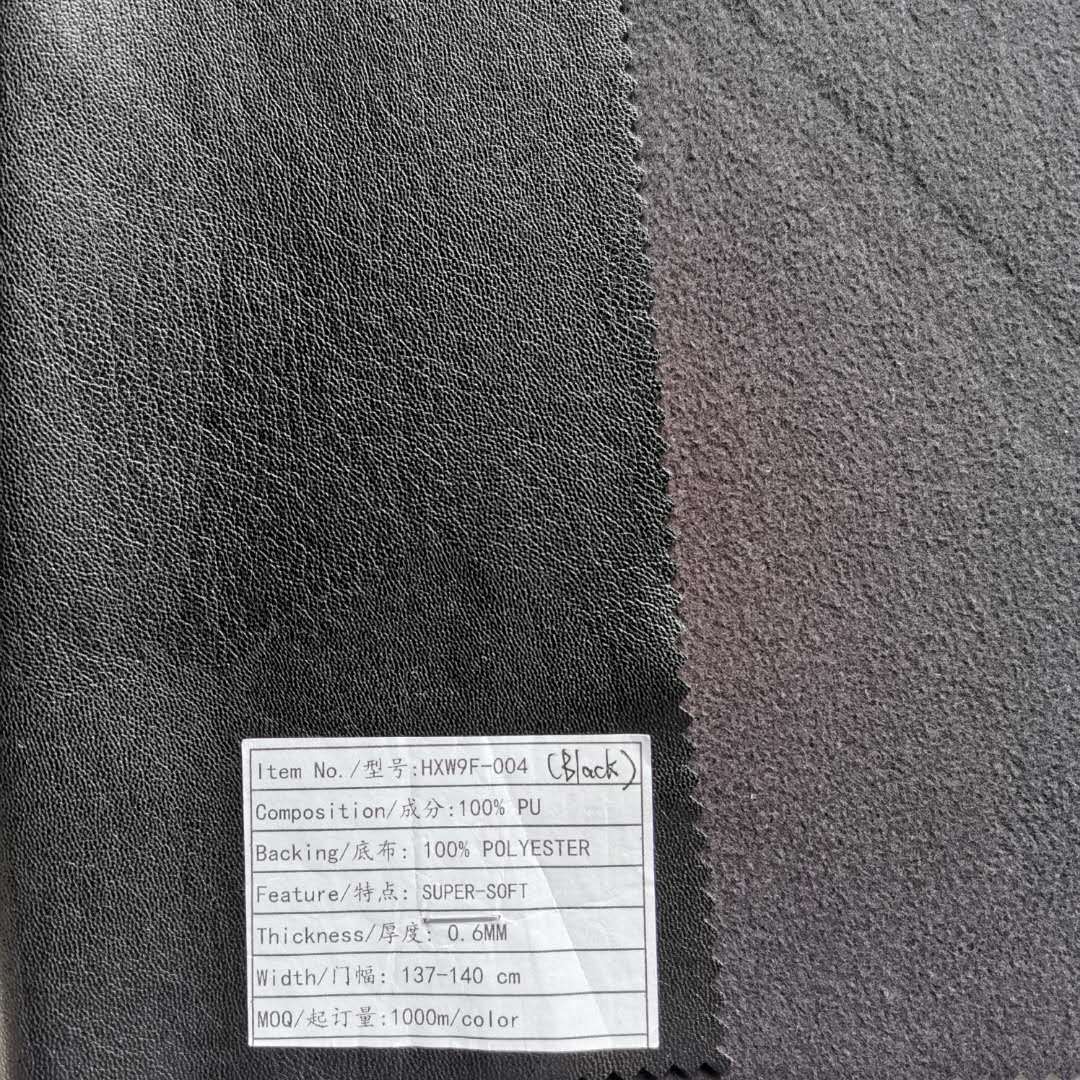 Item No./型号:HXW9F-004 (Black)
Composition/成分:100% PU
Backing/底布: 100% POLYESTER
Feature/特点: SUPER-SOFT
Thickness/厚度: 0.6MM
Width/门幅: 137-140 cm
MOQ/起订量:1000m/color